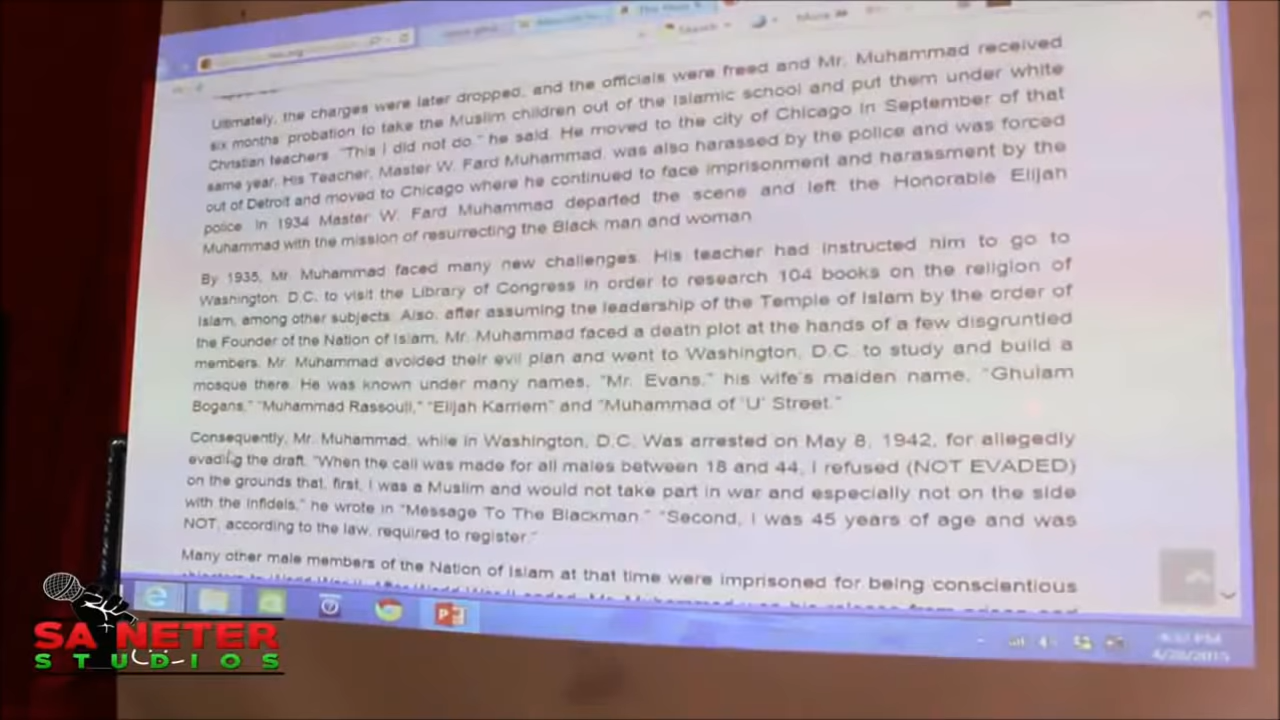 Ultimately, the charges were later dropped, and the officials were freed and Mr. Muhammad received
six months probation to take the Muslim children out of the Islamic school and put them under white
Christian teachers. "This I did not do," he said. He moved to the city of Chicago in September of that
same year. His Teacher, Master W. Fard Muhammad, was also harassed by the police and was forced
out of Detroit and moved to Chicago where he continued to face imprisonment and harassment by the
police. In 1934 Master W. Fard Muhammad departed the scene and left the Honorable Elijah
Muhammad with the mission of resurrecting the Black man and woman.
By 1935, Mr. Muhammad faced many new challenges. His teacher had instructed him to go to
Washington, D.C. to visit the Library of Congress in order to research 104 books on the religion of
Islam, among other subjects. Also, after assuming the leadership of the Temple of Islam by the order of
the Founder of the Nation of Islam, Mr. Muhammad faced a death plot at the hands of a few disgruntled
members. Mr. Muhammad avoided their evil plan and went to Washington, D.C. to study and build a
mosque there. He was known under many names, "Mr. Evans," his wife's maiden name, "Ghulam
Bogans," "Muhammad Rassouli," "Elijah Karriem" and "Muhammad of 'U' Street."
Consequently, Mr. Muhammad, while in Washington, D.C. Was arrested on May 8, 1942, for allegedly
evading the draft. "When the call was made for all males between 18 and 44, I refused (NOT EVADED)
on the grounds that, first, I was a Muslim and would not take part in war and especially not on the side
with the infidels," he wrote in "Message To The Blackman." "Second, I was 45 years of age and was
NOT, according to the law, required to register."
Many other male members of the Nation of Islam at that time were imprisoned for being conscientious
4/28/2015
SA NETER
STUDIOS